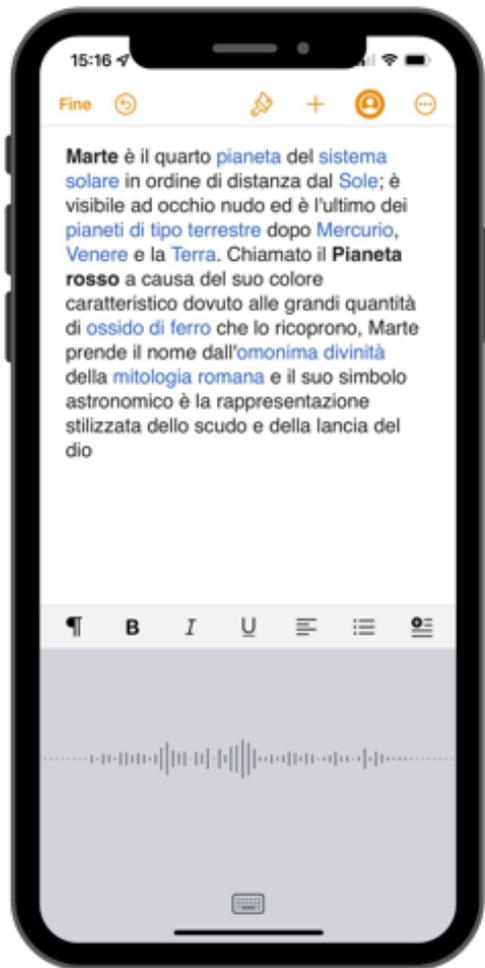 15:16
Fine
Marte è il quarto pianeta del sistema
solare in ordine di distanza dal Sole; è
visibile ad occhio nudo ed è l'ultimo dei
pianeti di tipo terrestre dopo Mercurio,
Venere e la Terra. Chiamato il Pianeta
rosso a causa del suo colore
caratteristico dovuto alle grandi quantità
di ossido di ferro che lo ricoprono, Marte
prende il nome dall'omonima divinità
della mitologia romana e il suo simbolo
astronomico è la rappresentazione
stilizzata dello scudo e della lancia del
dio
¶ B I U